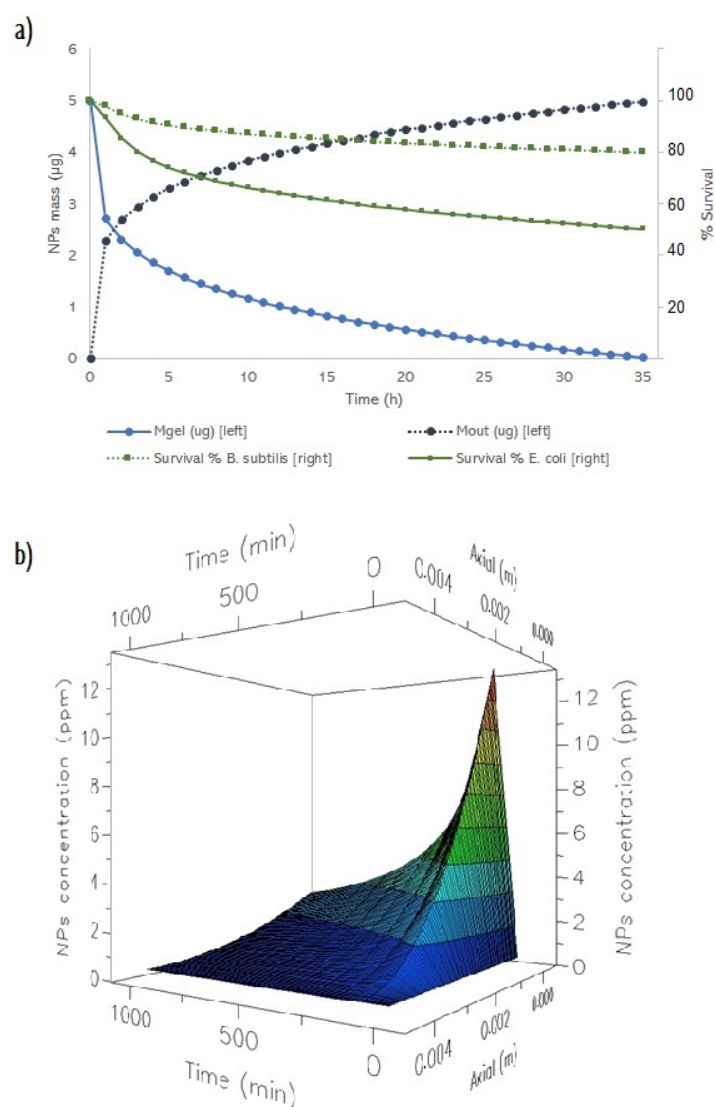 a)
6
5
4
3
2
1
0
NPs mass (µg)
100
80
60
40
20
% Survival
0 5 10 15 20 25 30 35
Time (h)
Mgel (ug) [left] Mout (ug) [left]
Survival % B. subtilis [right] Survival % E. coli [right]
b)
Time (min)
1000 500 0
Axial (m)
0.004 0.002 0.000
NPs concentration (ppm)
12
10
8
6
4
2
0
12
10
8
6
4
2
0
NPs concentration (ppm)
1000 500 0
Time (min)
0.004 0.002 0.000
Axial (m)